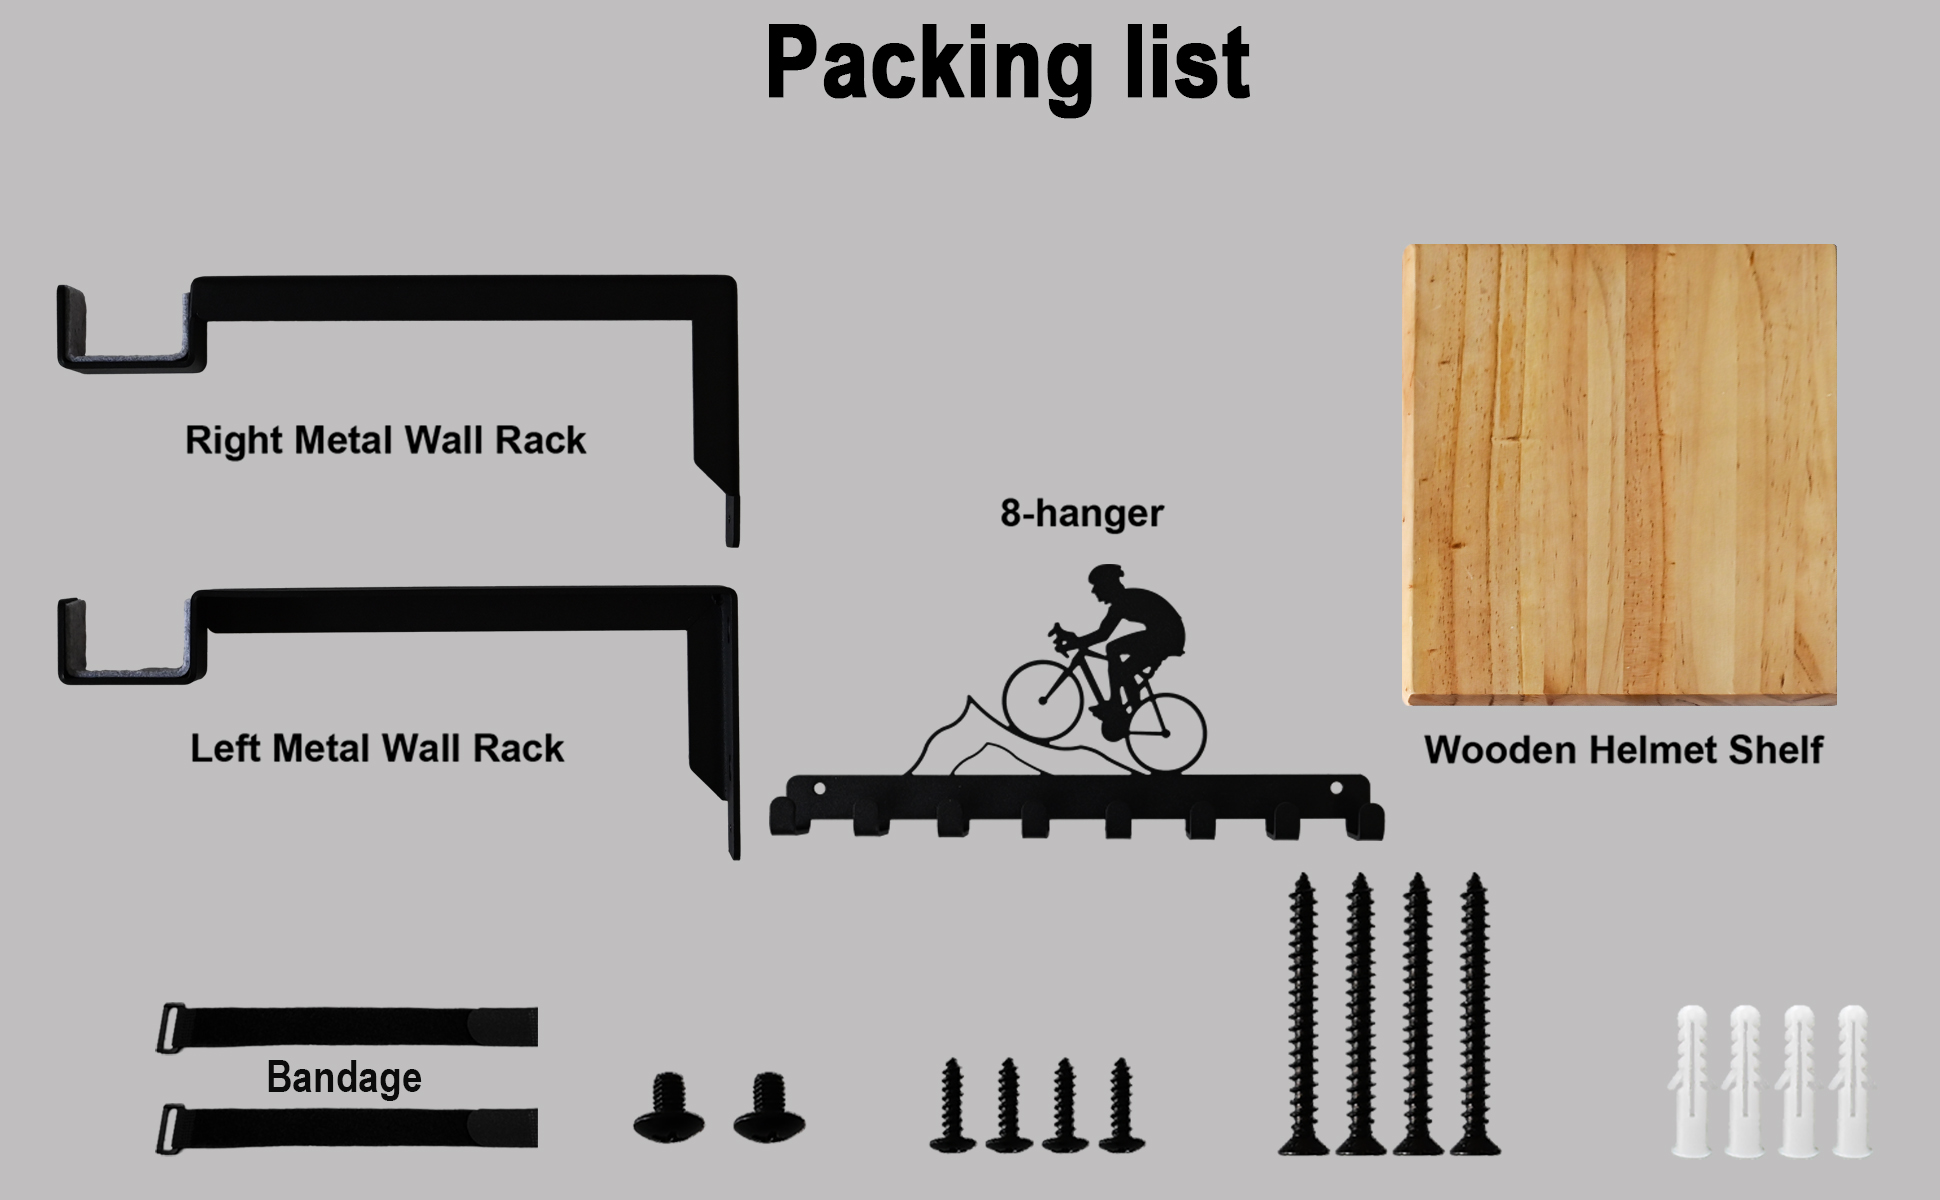 Packing list
Right Metal Wall Rack
8-hanger
Left Metal Wall Rack
Wooden Helmet Shelf
Bandage